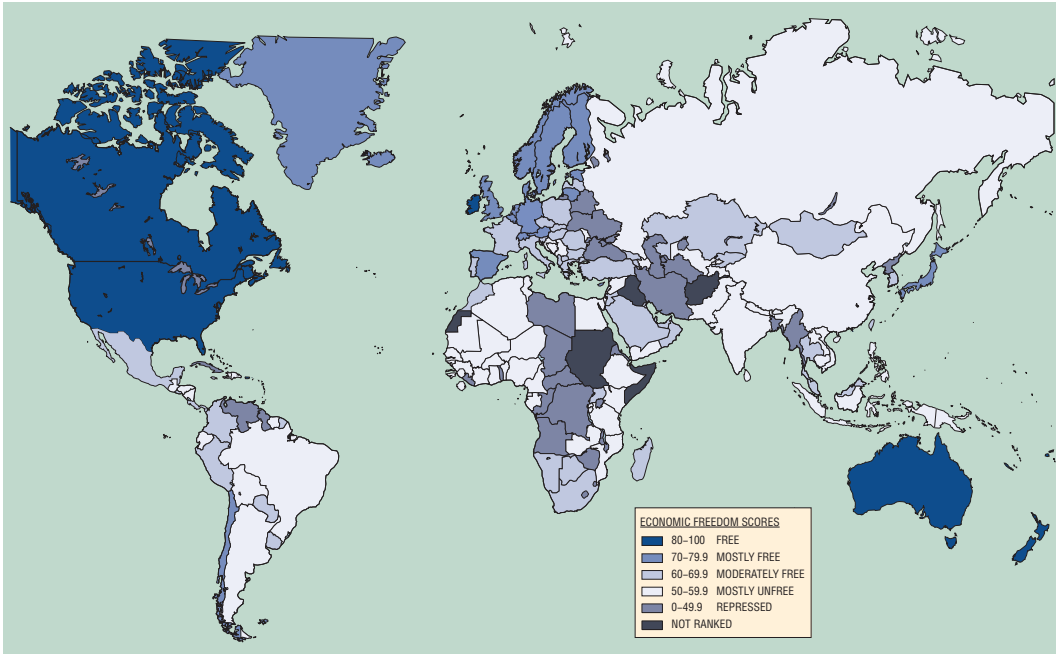 ECONOMIC FREEDOM SCORES
80–100 FREE
70–79.9 MOSTLY FREE
60–69.9 MODERATELY FREE
50–59.9 MOSTLY UNFREE
0–49.9 REPRESSED
NOT RANKED